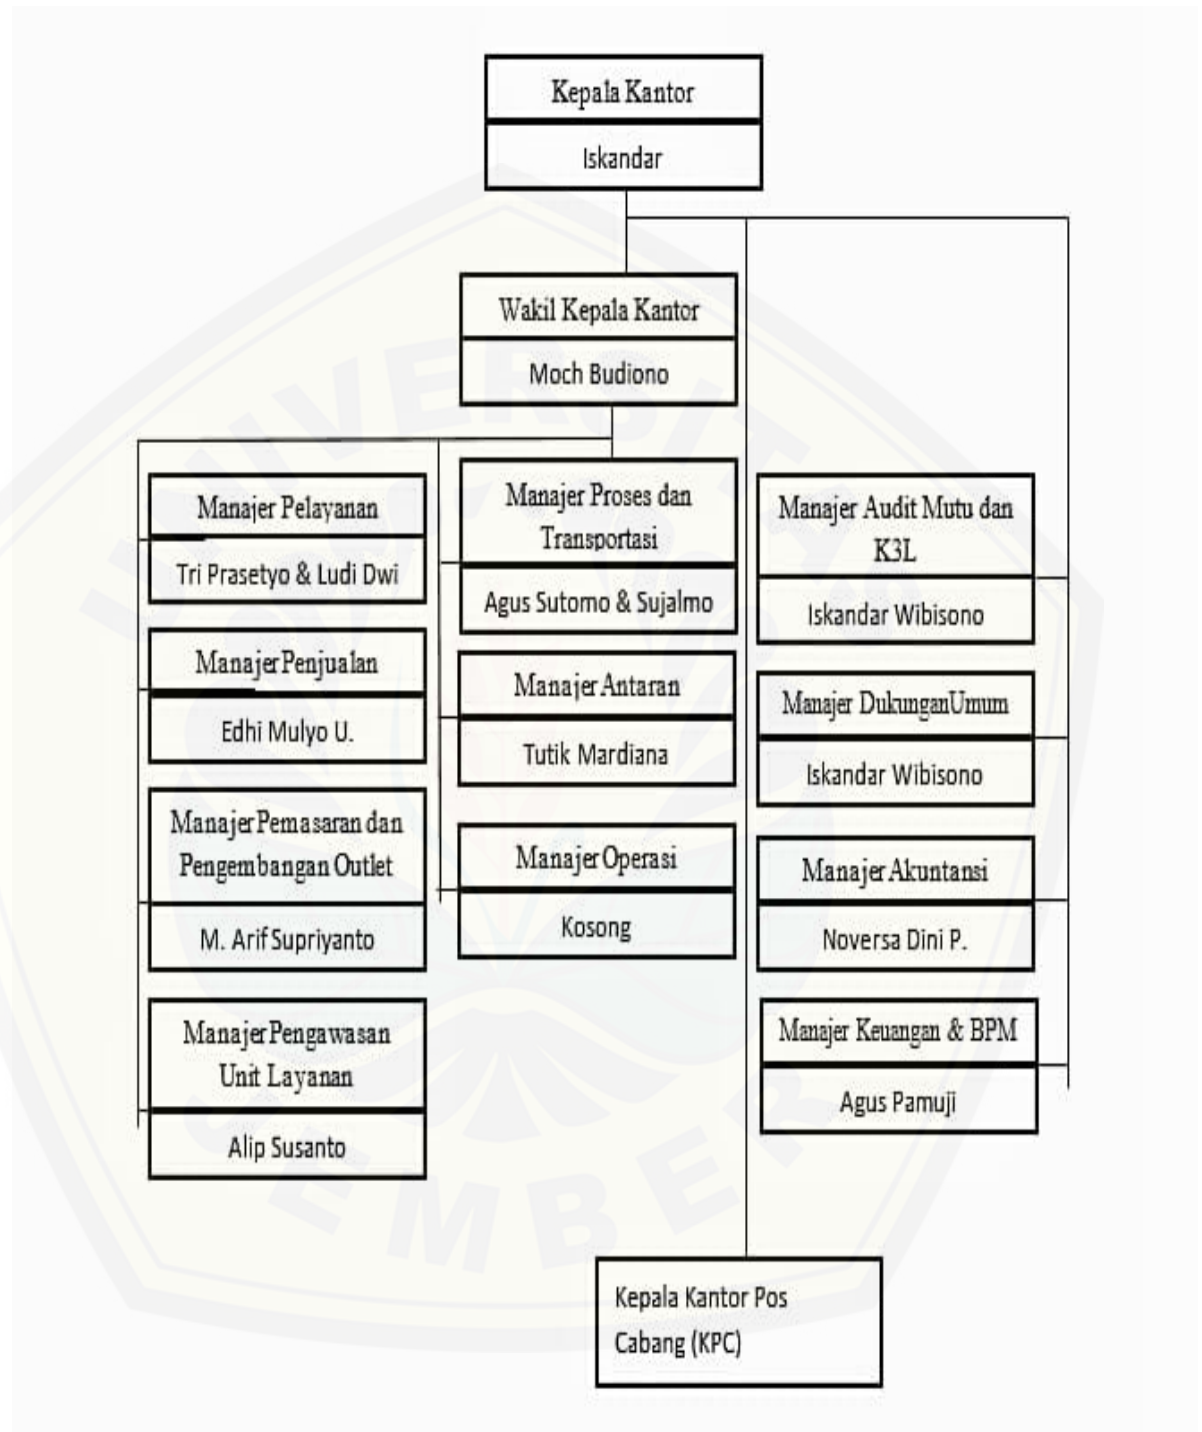 Kepala Kantor
Iskandar
Wakil Kepala Kantor
Moch Budiono
Manajer Pelayanan
Tri Prasetyo & Ludi Dwi
Manajer Penjualan
Edhi Mulyo U.
Manajer Pemasaran dan
Pengembangan Outlet
M. Arif Supriyanto
Manajer Pengawasan
Unit Layanan
Alip Susanto
Manajer Proses dan
Transportasi
Agus Sutomo & Sujalmo
Manajer Antaran
Tutik Mardiana
Manajer Operasi
Kosong
Manajer Audit Mutu dan
K3L
Iskandar Wibisono
Manajer Dukungan Umum
Iskandar Wibisono
Manajer Akuntansi
Noversa Dini P.
Manajer Keuangan & BPM
Agus Pamuji
Kepala Kantor Pos
Cabang (KPC)
UNIVERSITAS
JEMBER